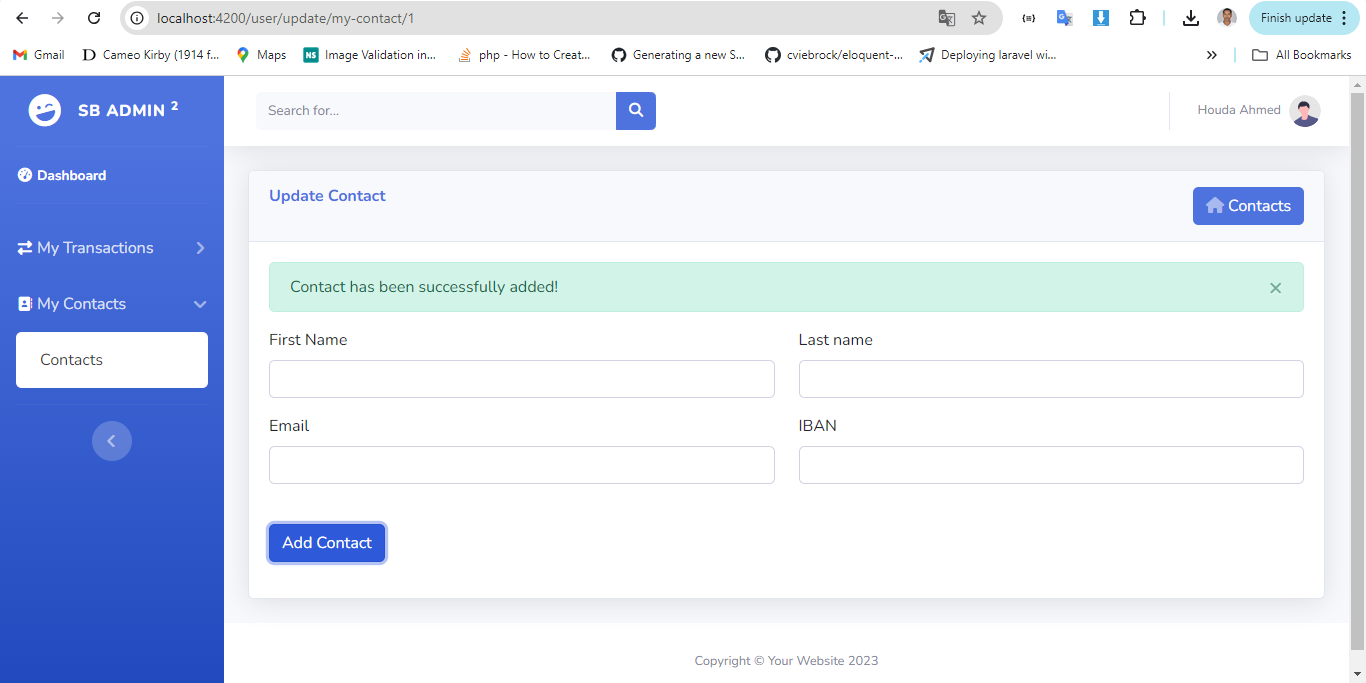 localhost:4200/user/update/my-contact/1
Finish update
Gmail
Cameo Kirby (1914 f...
Maps
NS
Image Validation in...
php - How to Creat...
Generating a new S...
cviebrock/eloquent-...
Deploying laravel wi...
»
All Bookmarks
SB ADMIN 2
Search for...
Houda Ahmed
Dashboard
Update Contact
Contacts
My Transactions
My Contacts
Contact has been successfully added!
×
Contacts
First Name
Last name
Email
IBAN
Add Contact
Copyright © Your Website 2023